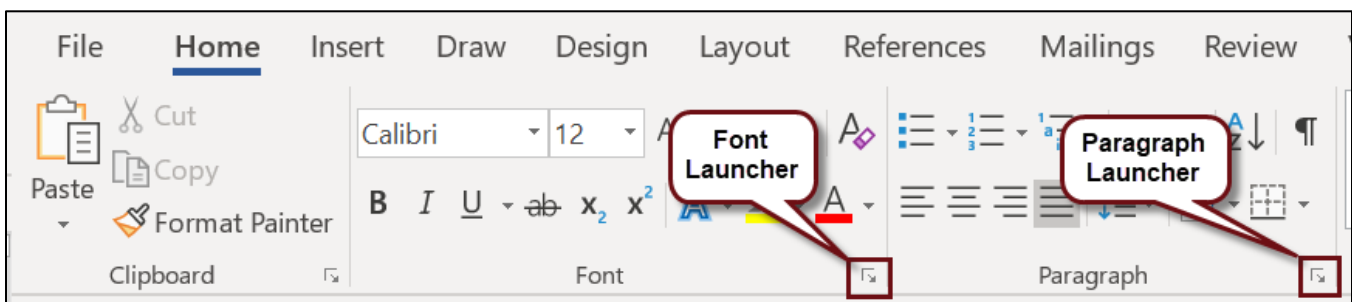 File Home Insert Draw Design Layout References Mailings Review
Cut
Calibri 12
Font
Launcher
Paragraph
Launcher
Copy
Paste
B I U ab x₂ x²
A
Format Painter
Clipboard Font Paragraph